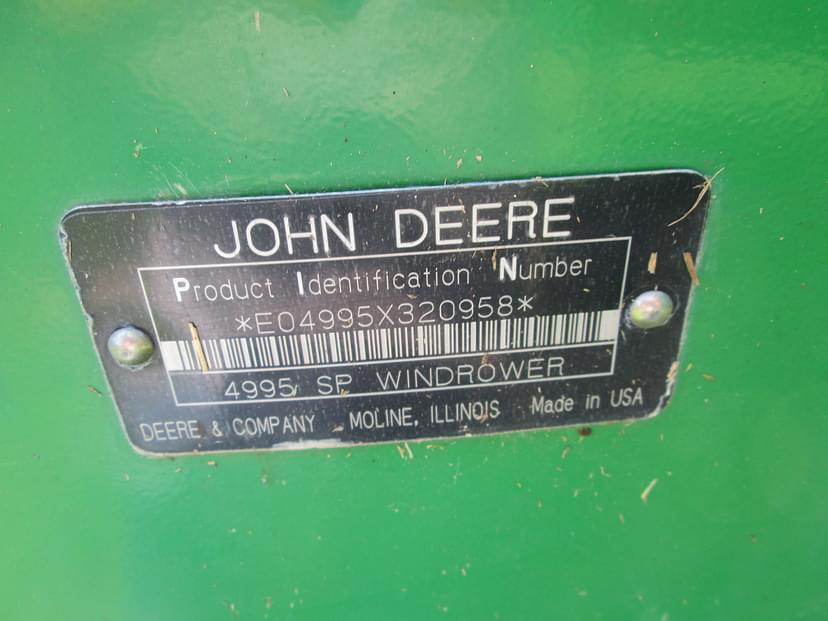 JOHN DEERE
Product Identification Number
*E04995X320958*
4995 SP WINDROWER
DEERE & COMPANY MOLINE, ILLINOIS Made in USA